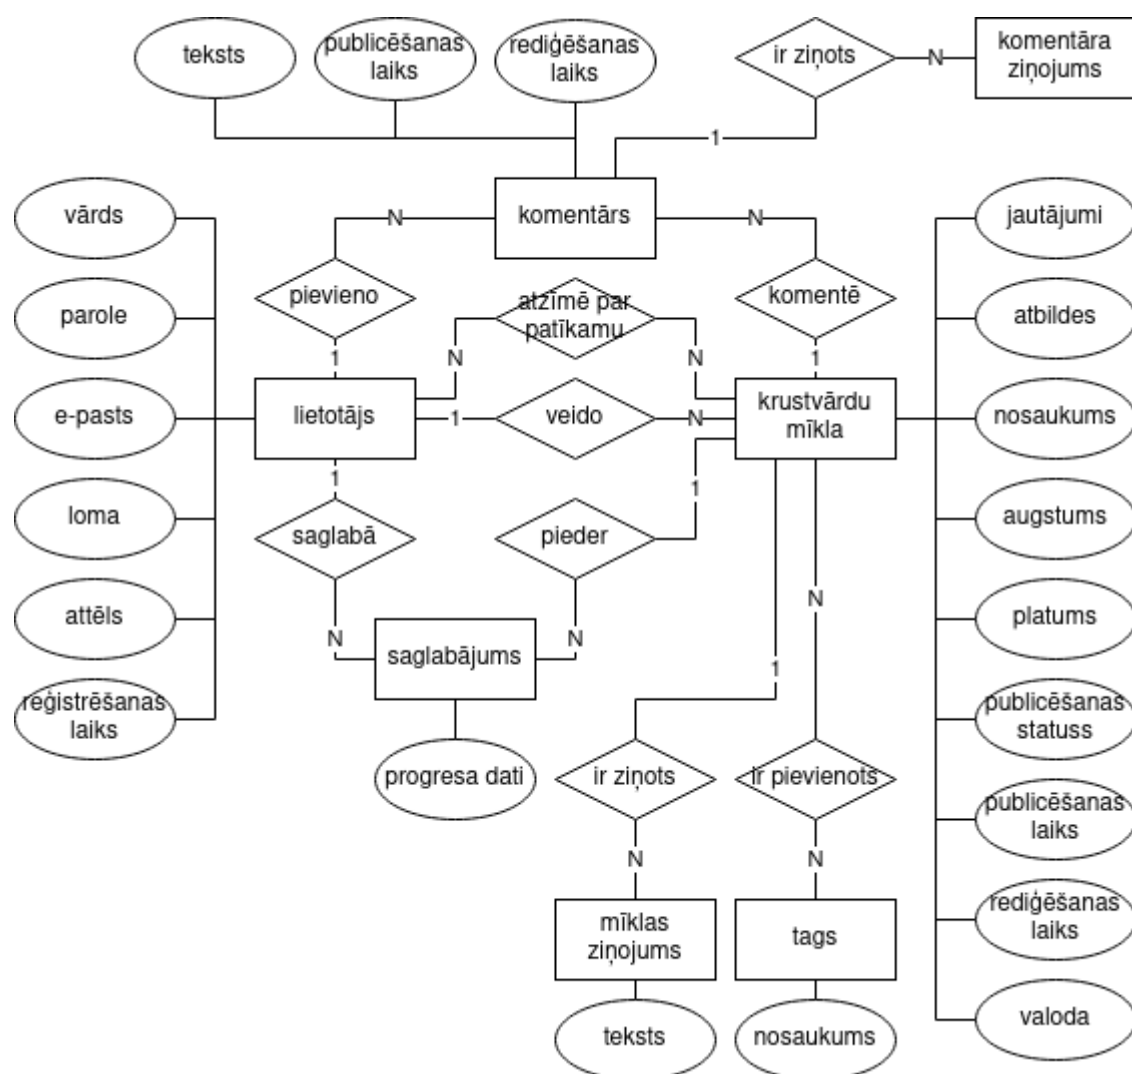 teksts
publicēšanas
laiks
rediģēšanas
laiks
ir ziņots
N
komentāra
ziņojums
1
vārds
N
komentārs
N
jautājumi
pievieno
atzīmē par
patīkamu
komentē
parole
atbildes
1
N
N
1
e-pasts
lietotājs
1
veido
N
krustvārdu
mīkla
nosaukums
1
1
loma
saglabā
pieder
augstums
attēls
N
N
N
platums
saglabājums
1
reģistrēšanas
laiks
publicēšanas
statuss
progresa dati
ir ziņots
ir pievienots
publicēšanas
laiks
N
N
mīklas
ziņojums
tags
rediģēšanas
laiks
teksts
nosaukums
valoda